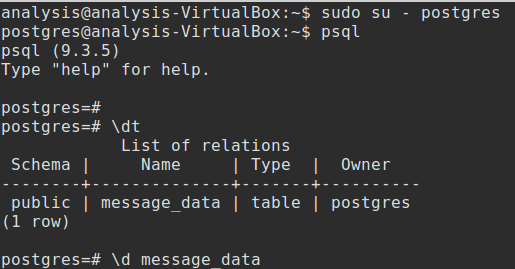 analysis@analysis-VirtualBox:~$ sudo su - postgres
postgres@analysis-VirtualBox:~$ psql
psql (9.3.5)
Type "help" for help.

postgres=#
postgres=# \dt
            List of relations
 Schema |     Name     | Type  |  Owner
--------+--------------+-------+----------
 public | message_data | table | postgres
(1 row)

postgres=# \d message_data